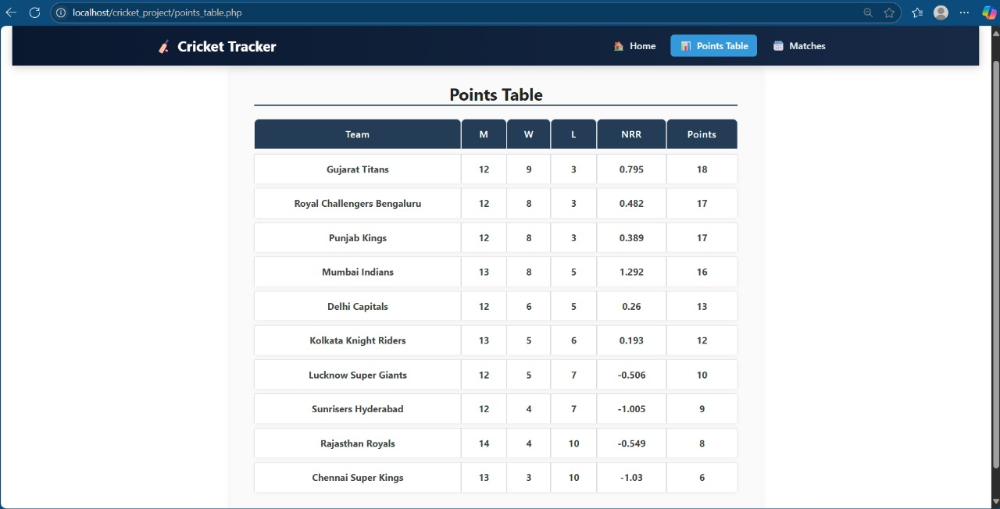 localhost/cricket_project/points_table.php
Cricket Tracker Home Points Table Matches
Points Table
Team M W L NRR Points
Gujarat Titans 12 9 3 0.795 18
Royal Challengers Bengaluru 12 8 3 0.482 17
Punjab Kings 12 8 3 0.389 17
Mumbai Indians 13 8 5 1.292 16
Delhi Capitals 12 6 5 0.26 13
Kolkata Knight Riders 13 5 6 0.193 12
Lucknow Super Giants 12 5 7 -0.506 10
Sunrisers Hyderabad 12 4 7 -1.005 9
Rajasthan Royals 14 4 10 -0.549 8
Chennai Super Kings 13 3 10 -1.03 6